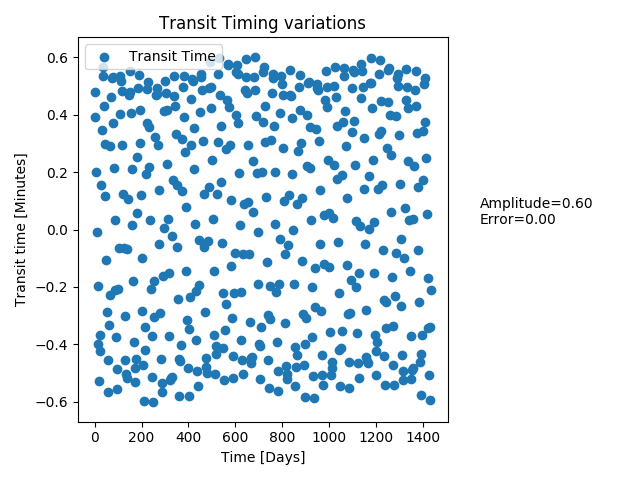 Transit Timing variations
Transit Time
Transit time [Minutes]
0.6
0.4
0.2
0.0
−0.2
−0.4
−0.6
0 200 400 600 800 1000 1200 1400
Time [Days]
Amplitude=0.60
Error=0.00